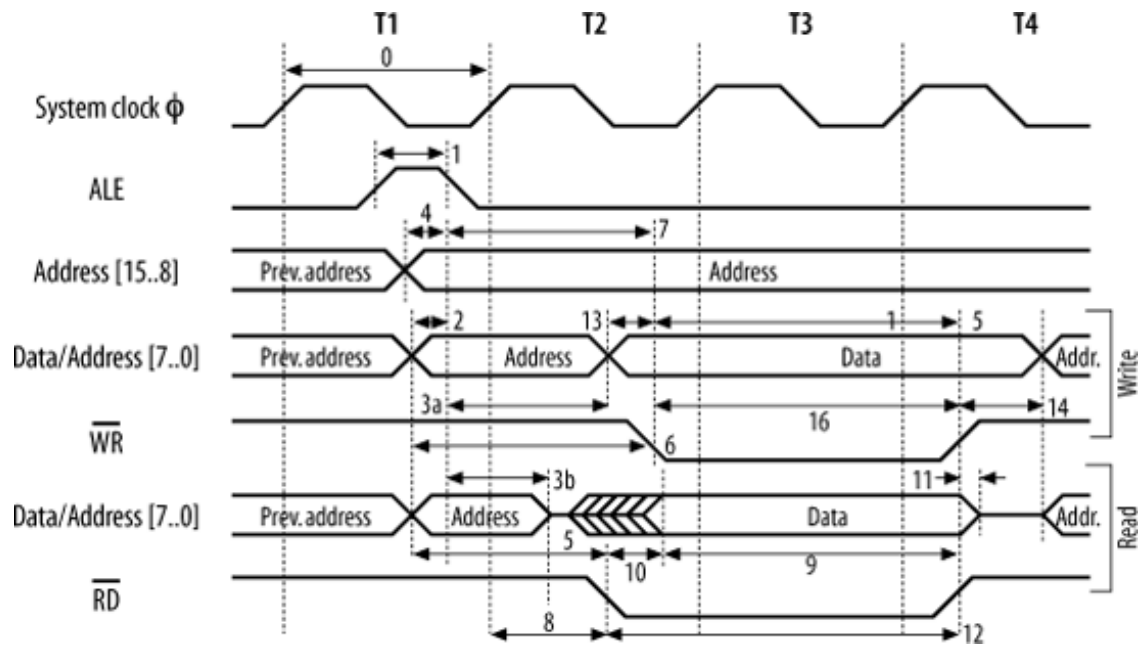 T1 T2 T3 T4
0
System clock ϕ
1
ALE
4 7
Address [15..8] Prev. address Address
2 13 1 5
Data/Address [7..0] Prev. address Address Data Addr.
Write
3a 16 14
W̅R̅
6
3b 11
Data/Address [7..0] Prev. address Address Data Addr.
Read
5 10 9
R̅D̅
8 12